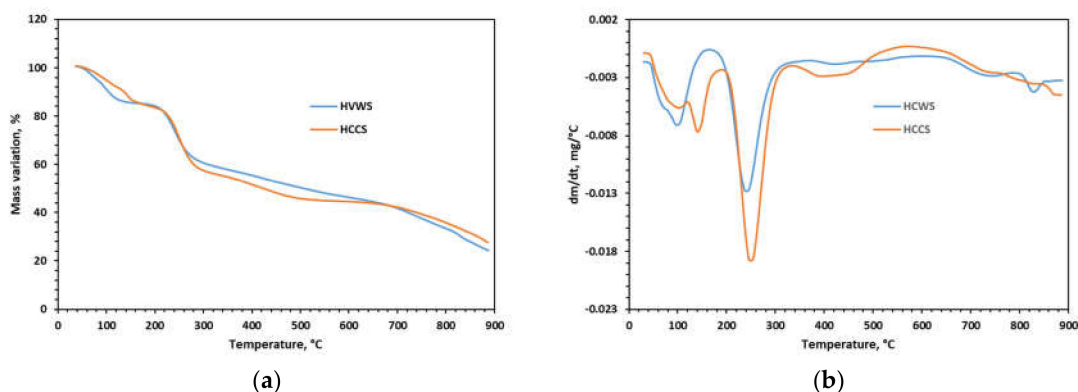 120
100
80
60
40
20
0
Mass variation, %
HVWS
HCCS
0 100 200 300 400 500 600 700 800 900
Temperature, °C
(a)
0.002
-0.003
-0.008
-0.013
-0.018
-0.023
dm/dt, mg/°C
HCWS
HCCS
0 100 200 300 400 500 600 700 800 900
Temperature, °C
(b)